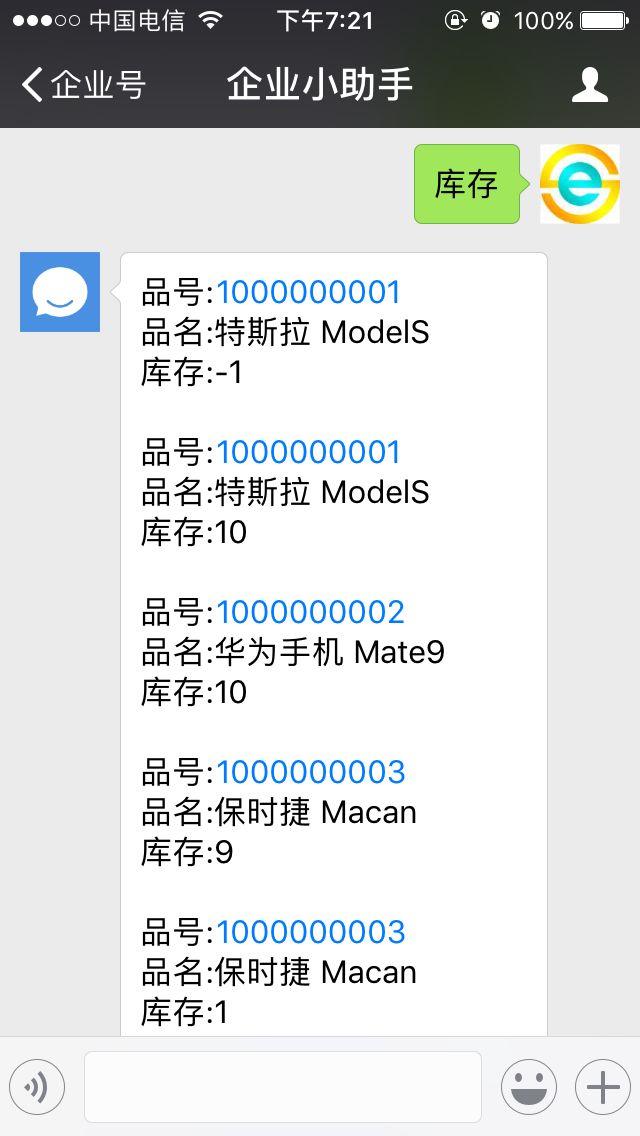 中国电信 下午7:21 100%
企业号 企业小助手
库存
品号:1000000001
品名:特斯拉 ModelS
库存:-1
品号:1000000001
品名:特斯拉 ModelS
库存:10
品号:1000000002
品名:华为手机 Mate9
库存:10
品号:1000000003
品名:保时捷 Macan
库存:9
品号:1000000003
品名:保时捷 Macan
库存:1